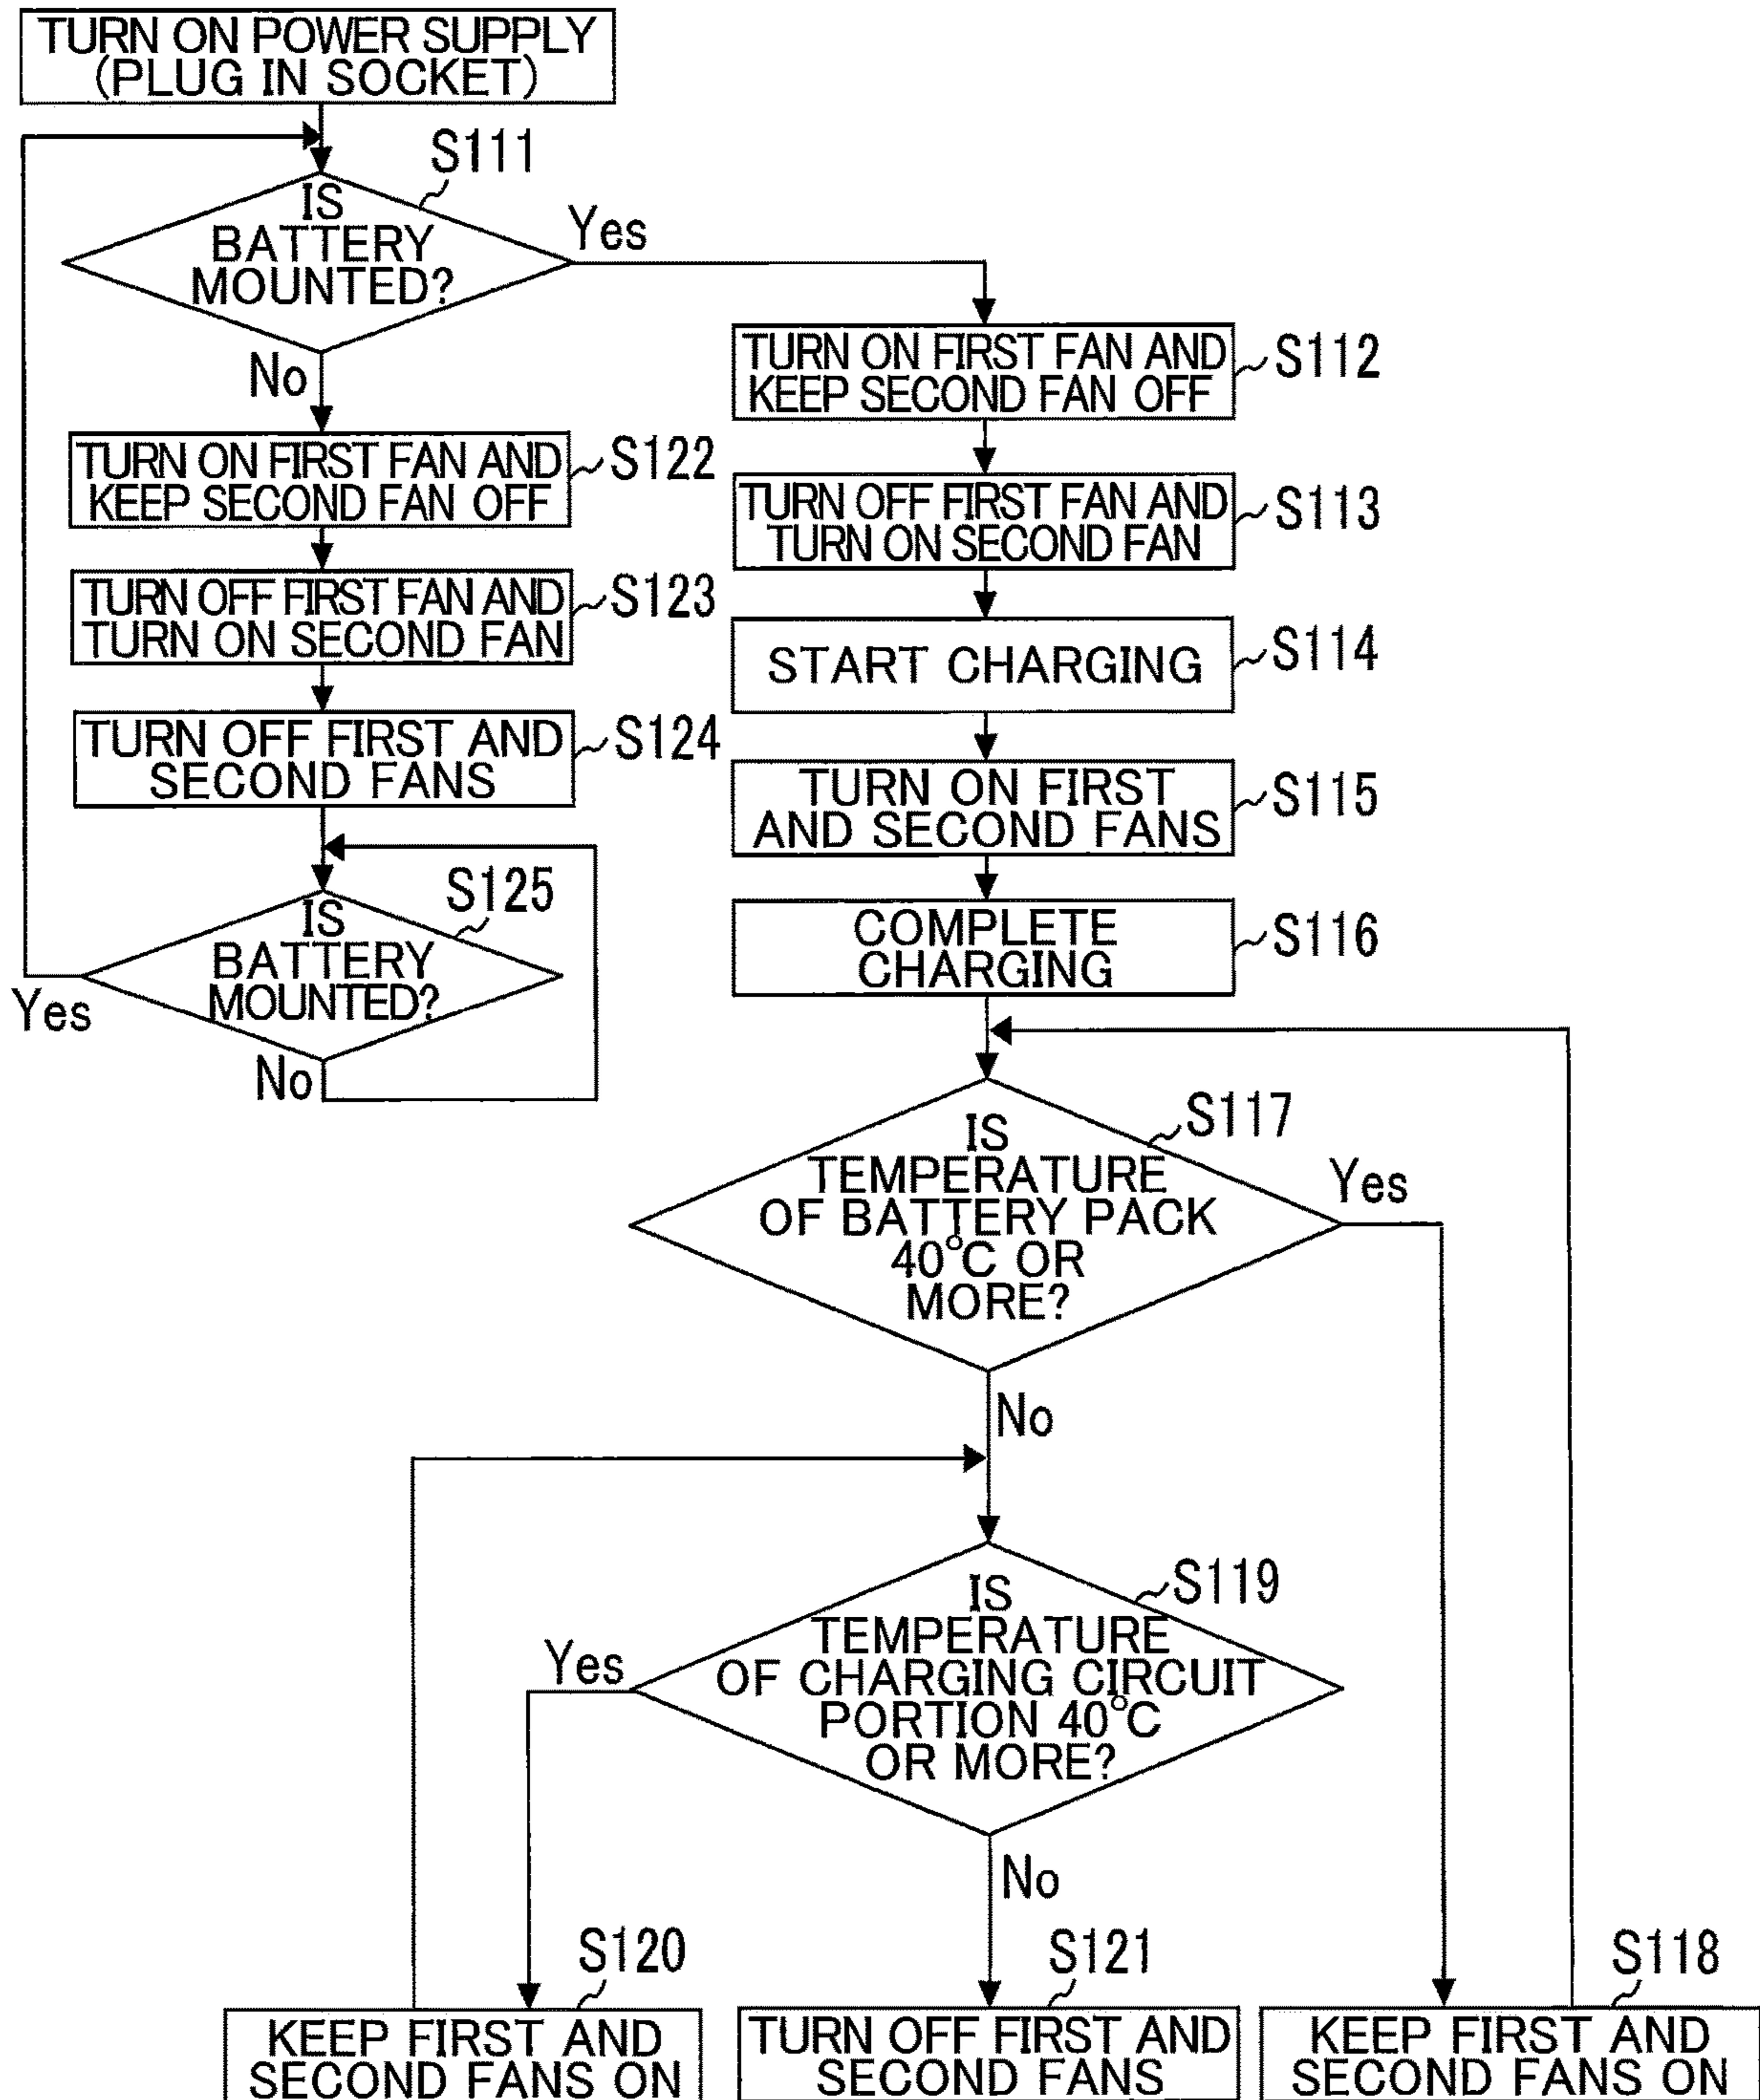 TURN ON POWER SUPPLY
(PLUG IN SOCKET)
S111
IS
BATTERY
MOUNTED?
Yes
No
TURN ON FIRST FAN AND
KEEP SECOND FAN OFF
S122
TURN OFF FIRST FAN AND
TURN ON SECOND FAN
S123
TURN OFF FIRST AND
SECOND FANS
S124
S125
IS
BATTERY
MOUNTED?
Yes
No
TURN ON FIRST FAN AND
KEEP SECOND FAN OFF
S112
TURN OFF FIRST FAN AND
TURN ON SECOND FAN
S113
START CHARGING
S114
TURN ON FIRST
AND SECOND FANS
S115
COMPLETE
CHARGING
S116
S117
IS
TEMPERATURE
OF BATTERY PACK
40°C OR
MORE?
Yes
No
S119
IS
TEMPERATURE
OF CHARGING CIRCUIT
PORTION 40°C
OR MORE?
Yes
No
S120
KEEP FIRST AND
SECOND FANS ON
S121
TURN OFF FIRST AND
SECOND FANS
S118
KEEP FIRST AND
SECOND FANS ON